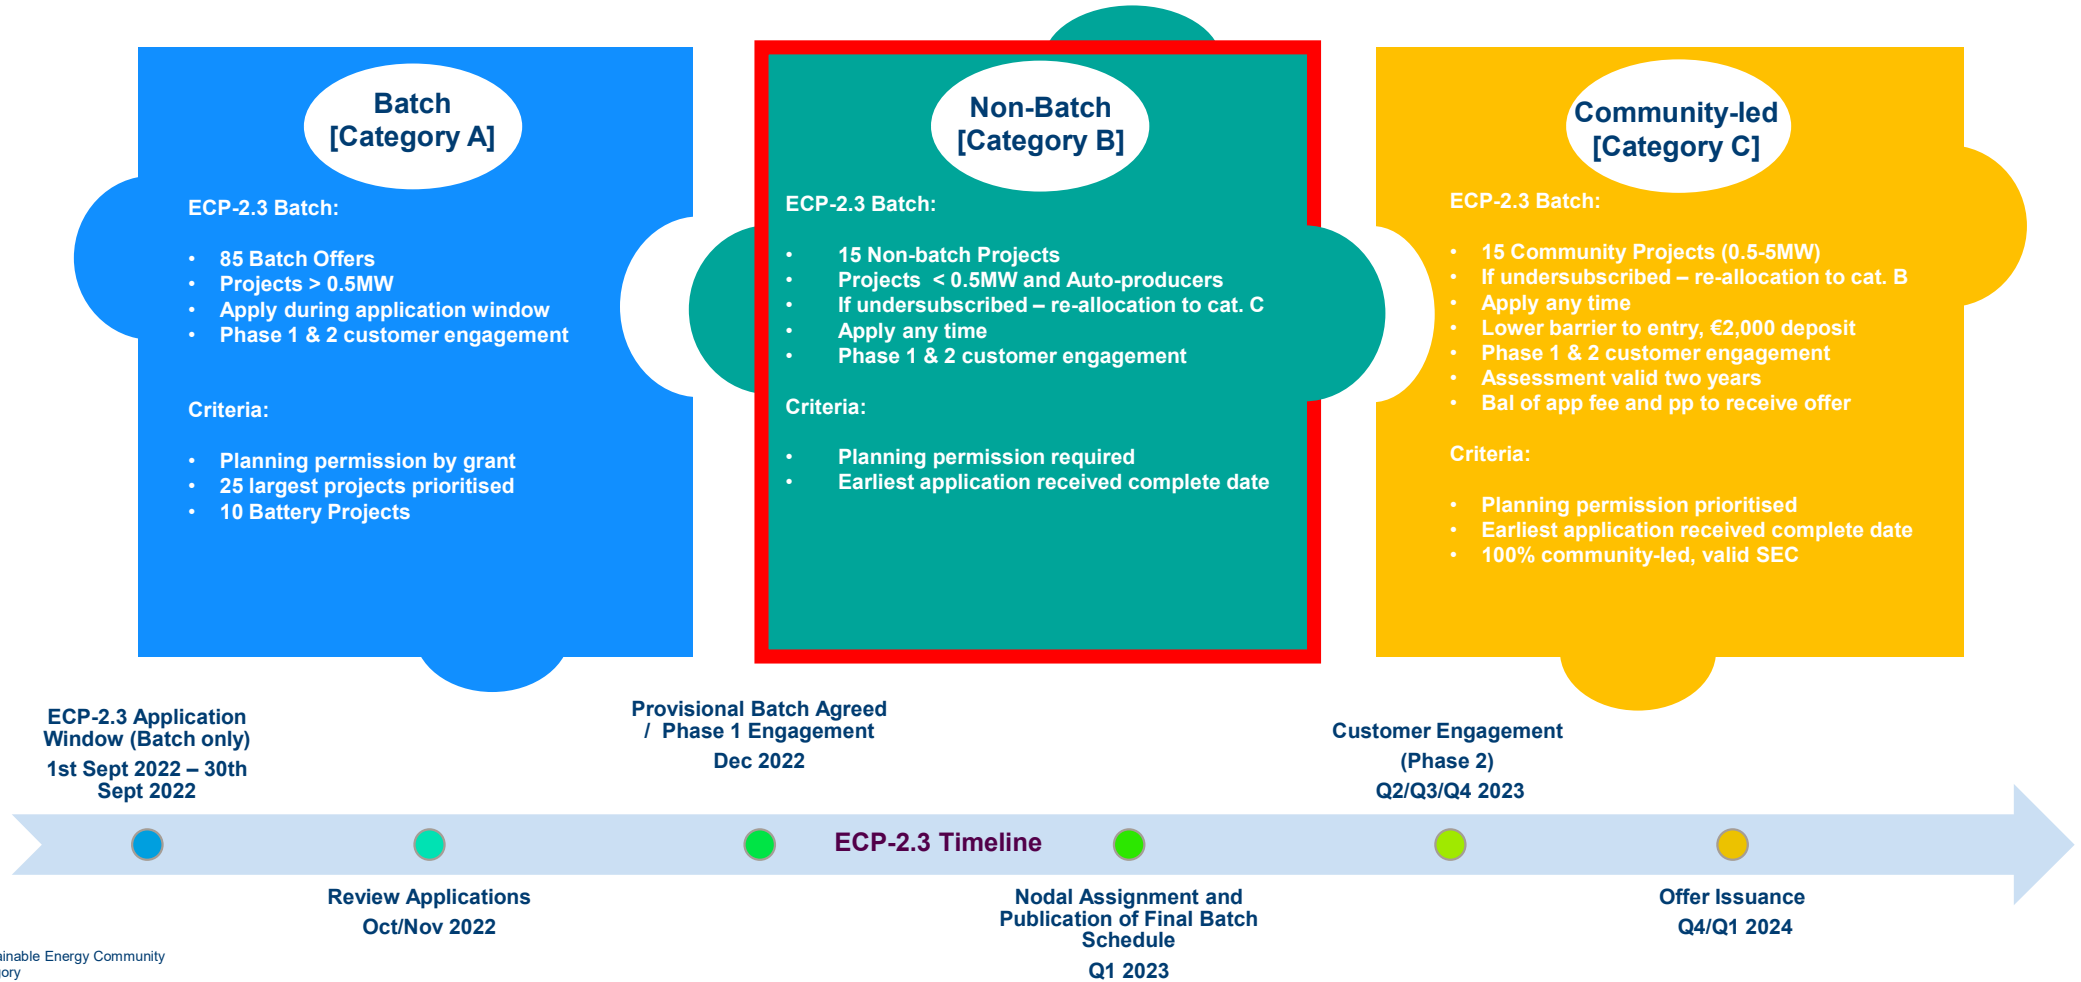 Batch
[Category A]
ECP-2.3 Batch:
• 85 Batch Offers
• Projects > 0.5MW
• Apply during application window
• Phase 1 & 2 customer engagement
Criteria:
• Planning permission by grant
• 25 largest projects prioritised
• 10 Battery Projects
Non-Batch
[Category B]
ECP-2.3 Batch:
• 15 Non-batch Projects
• Projects < 0.5MW and Auto-producers
• If undersubscribed – re-allocation to cat. C
• Apply any time
• Phase 1 & 2 customer engagement
Criteria:
• Planning permission required
• Earliest application received complete date
Community-led
[Category C]
ECP-2.3 Batch:
• 15 Community Projects (0.5-5MW)
• If undersubscribed – re-allocation to cat. B
• Apply any time
• Lower barrier to entry, €2,000 deposit
• Phase 1 & 2 customer engagement
• Assessment valid two years
• Bal of app fee and pp to receive offer
Criteria:
• Planning permission prioritised
• Earliest application received complete date
• 100% community-led, valid SEC
ECP-2.3 Application
Window (Batch only)
1st Sept 2022 – 30th
Sept 2022
Review Applications
Oct/Nov 2022
Provisional Batch Agreed
/ Phase 1 Engagement
Dec 2022
ECP-2.3 Timeline
Nodal Assignment and
Publication of Final Batch
Schedule
Q1 2023
Customer Engagement
(Phase 2)
Q2/Q3/Q4 2023
Offer Issuance
Q4/Q1 2024
ainable Energy Community
gory